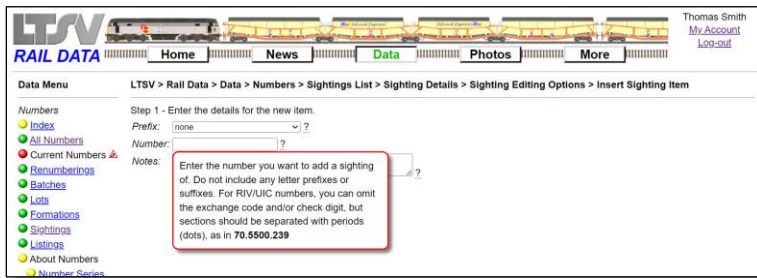 LTSV
RAIL DATA
Home
News
Data
Photos
More
Thomas Smith
My Account
Log-out
Data Menu
LTSV > Rail Data > Data > Numbers > Sightings List > Sighting Details > Sighting Editing Options > Insert Sighting Item
Numbers
Index
All Numbers
Current Numbers
Renumberings
Batches
Lots
Formations
Sightings
Listings
About Numbers
Number Series
Step 1 - Enter the details for the new item.
Prefix: none ?
Number: ?
Notes: ?
Enter the number you want to add a sighting
of. Do not include any letter prefixes or
suffixes. For RIV/UIC numbers, you can omit
the exchange code and/or check digit, but
sections should be separated with periods
(dots), as in 70.5500.239